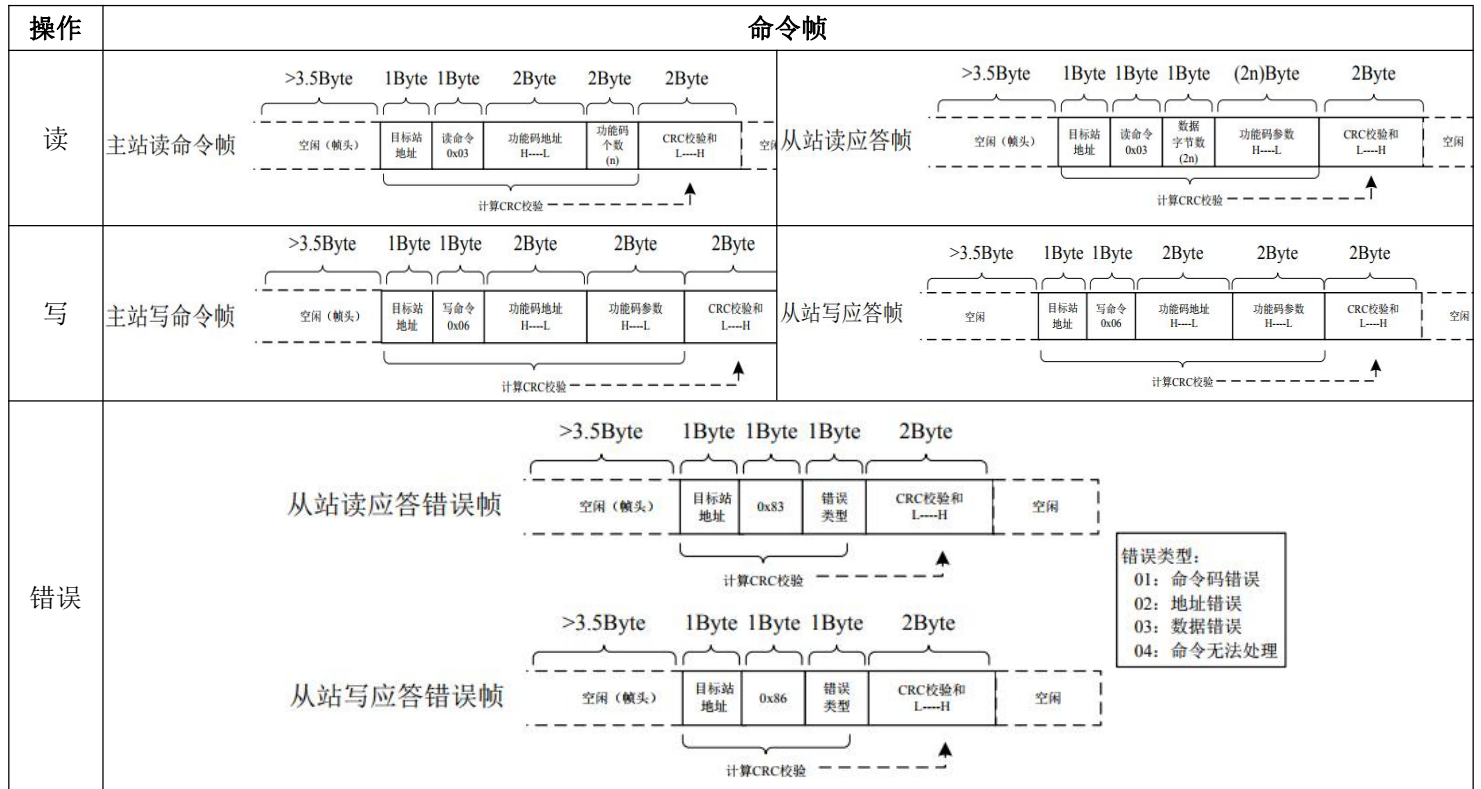 操作
命令帧
读
主站读命令帧
>3.5Byte 1Byte 1Byte 2Byte 2Byte 2Byte
空闲（帧头）
目标站
地址
读命令
0x03
功能码地址
H----L
功能码
个数
(n)
CRC校验和
L----H
计算CRC校验
从站读应答帧
>3.5Byte 1Byte 1Byte 1Byte (2n)Byte 2Byte
空闲（帧头）
目标站
地址
读命令
0x03
数据
字节数
(2n)
功能码参数
H----L
CRC校验和
L----H
空闲
计算CRC校验
写
主站写命令帧
>3.5Byte 1Byte 1Byte 2Byte 2Byte 2Byte
空闲（帧头）
目标站
地址
写命令
0x06
功能码地址
H----L
功能码参数
H----L
CRC校验和
L----H
计算CRC校验
从站写应答帧
>3.5Byte 1Byte 1Byte 2Byte 2Byte 2Byte
空闲
目标站
地址
写命令
0x06
功能码地址
H----L
功能码参数
H----L
CRC校验和
L----H
空闲
计算CRC校验
错误
从站读应答错误帧
>3.5Byte 1Byte 1Byte 1Byte 2Byte
空闲（帧头）
目标站
地址
0x83
错误
类型
CRC校验和
L----H
空闲
计算CRC校验
从站写应答错误帧
>3.5Byte 1Byte 1Byte 1Byte 2Byte
空闲（帧头）
目标站
地址
0x86
错误
类型
CRC校验和
L----H
空闲
计算CRC校验
错误类型：
01：命令码错误
02：地址错误
03：数据错误
04：命令无法处理